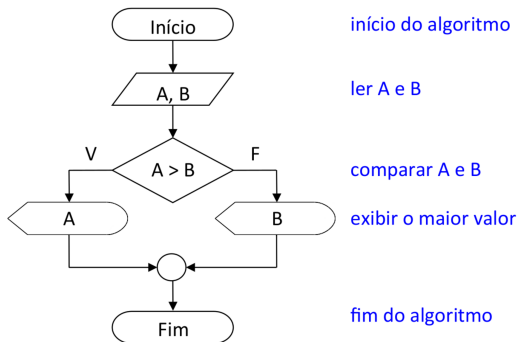 Início
início do algoritmo
A, B
ler A e B
V
F
A > B
comparar A e B
A
B
exibir o maior valor
Fim
fim do algoritmo